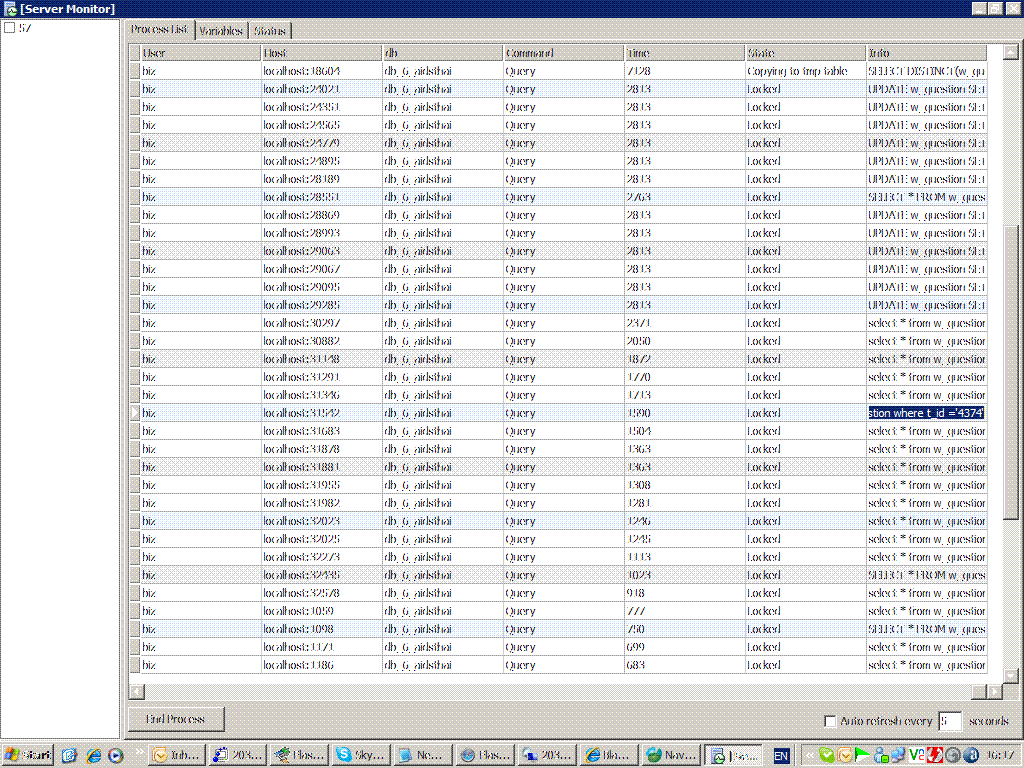 [Server Monitor]
57
Process List Variables Status
User Host db Command Time State Info
biz localhost:18604 db_6_aidsthai Query 7128 Copying to tmp table SELECT DISTINCT(w_qu
biz localhost:24021 db_6_aidsthai Query 2813 Locked UPDATE w_question SET
biz localhost:24351 db_6_aidsthai Query 2813 Locked UPDATE w_question SET
biz localhost:24565 db_6_aidsthai Query 2813 Locked UPDATE w_question SET
biz localhost:24779 db_6_aidsthai Query 2813 Locked UPDATE w_question SET
biz localhost:24895 db_6_aidsthai Query 2813 Locked UPDATE w_question SET
biz localhost:28189 db_6_aidsthai Query 2813 Locked UPDATE w_question SET
biz localhost:28551 db_6_aidsthai Query 2763 Locked SELECT * FROM w_ques
biz localhost:28869 db_6_aidsthai Query 2813 Locked UPDATE w_question SET
biz localhost:28993 db_6_aidsthai Query 2813 Locked UPDATE w_question SET
biz localhost:29063 db_6_aidsthai Query 2813 Locked UPDATE w_question SET
biz localhost:29067 db_6_aidsthai Query 2813 Locked UPDATE w_question SET
biz localhost:29095 db_6_aidsthai Query 2813 Locked UPDATE w_question SET
biz localhost:29285 db_6_aidsthai Query 2813 Locked UPDATE w_question SET
biz localhost:30297 db_6_aidsthai Query 2371 Locked select * from w_question
biz localhost:30882 db_6_aidsthai Query 2050 Locked select * from w_question
biz localhost:31148 db_6_aidsthai Query 1872 Locked select * from w_question
biz localhost:31291 db_6_aidsthai Query 1770 Locked select * from w_question
biz localhost:31346 db_6_aidsthai Query 1713 Locked select * from w_question
biz localhost:31542 db_6_aidsthai Query 1590 Locked stion where t_id ='4374'
biz localhost:31683 db_6_aidsthai Query 1504 Locked select * from w_question
biz localhost:31878 db_6_aidsthai Query 1363 Locked select * from w_question
biz localhost:31881 db_6_aidsthai Query 1363 Locked select * from w_question
biz localhost:31955 db_6_aidsthai Query 1308 Locked select * from w_question
biz localhost:31982 db_6_aidsthai Query 1281 Locked select * from w_question
biz localhost:32023 db_6_aidsthai Query 1246 Locked select * from w_question
biz localhost:32025 db_6_aidsthai Query 1245 Locked select * from w_question
biz localhost:32273 db_6_aidsthai Query 1113 Locked select * from w_question
biz localhost:32435 db_6_aidsthai Query 1023 Locked SELECT * FROM w_ques
biz localhost:32578 db_6_aidsthai Query 918 Locked select * from w_question
biz localhost:1059 db_6_aidsthai Query 777 Locked select * from w_question
biz localhost:1098 db_6_aidsthai Query 750 Locked SELECT * FROM w_ques
biz localhost:1171 db_6_aidsthai Query 699 Locked select * from w_question
biz localhost:1186 db_6_aidsthai Query 683 Locked select * from w_question
End Process Auto refresh every 5 seconds
Start Inb... 203... Flas... Sky... Ne... Flas... 203... Bla... Nav... EN 16:17